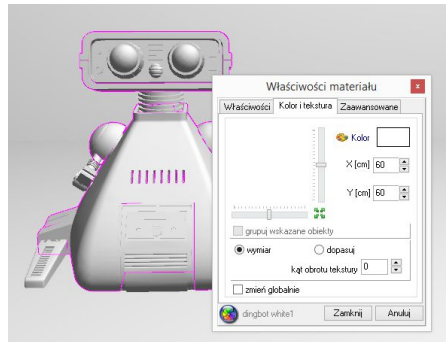 Właściwości materiału
x
Właściwości Kolor i tekstura Zaawansowane
Kolor
X [cm] 60
Y [cm] 60
grupuj wskazane obiekty
wymiar dopasuj
kąt obrotu tekstury 0
zmień globalnie
dingbot white1 Zamknij Anuluj